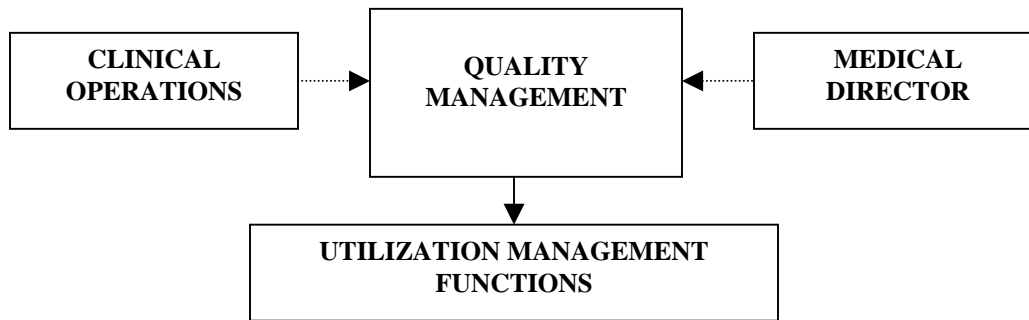 CLINICAL
OPERATIONS
QUALITY
MANAGEMENT
MEDICAL
DIRECTOR
UTILIZATION MANAGEMENT
FUNCTIONS